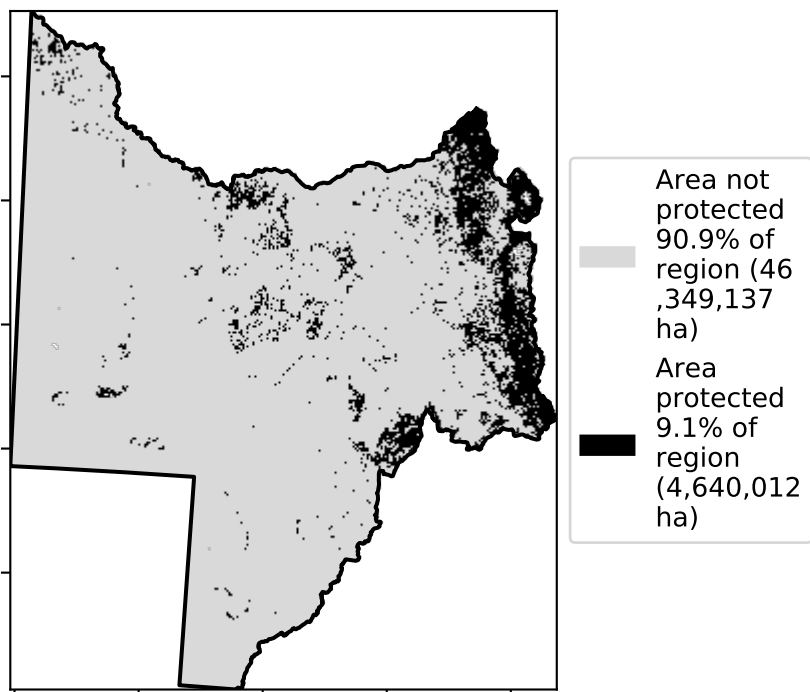 Area not
protected
90.9% of
region (46
,349,137
ha)
Area
protected
9.1% of
region
(4,640,012
ha)